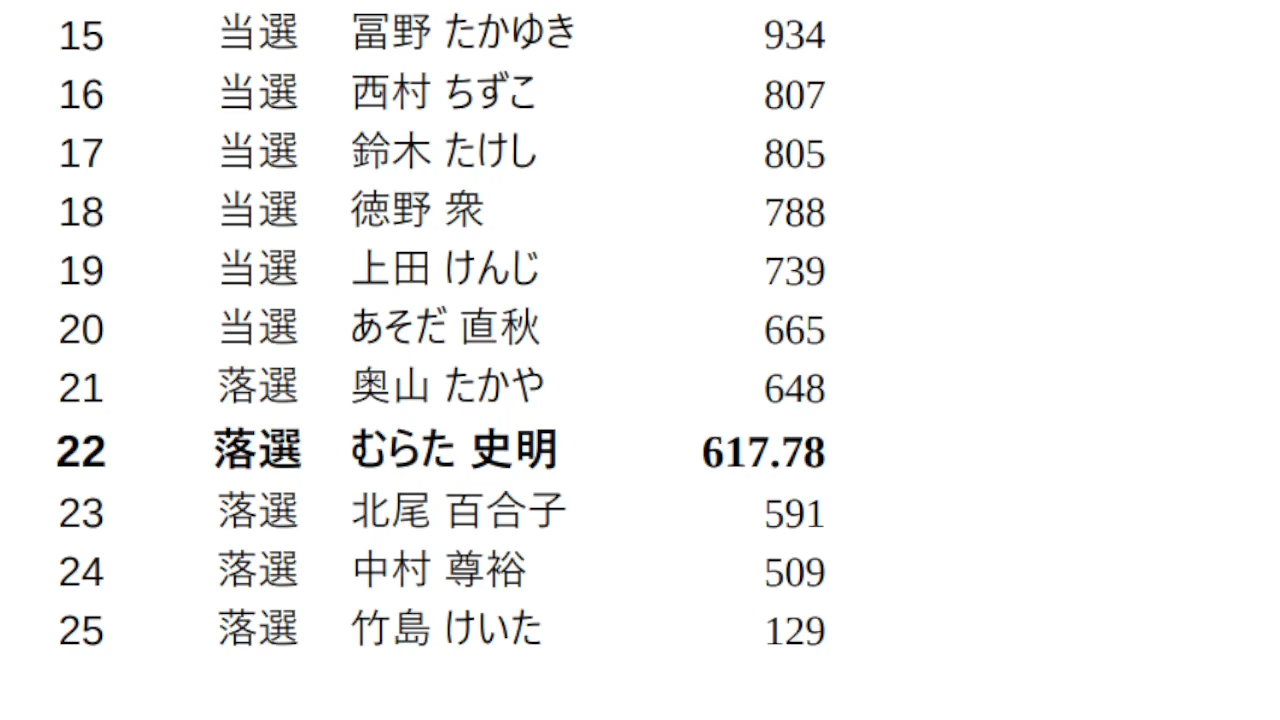 15 当選 冨野 たかゆき 934
16 当選 西村 ちずこ 807
17 当選 鈴木 たけし 805
18 当選 徳野 衆 788
19 当選 上田 けんじ 739
20 当選 あそだ 直秋 665
21 落選 奥山 たかや 648
22 落選 むらた 史明 617.78
23 落選 北尾 百合子 591
24 落選 中村 尊裕 509
25 落選 竹島 けいた 129